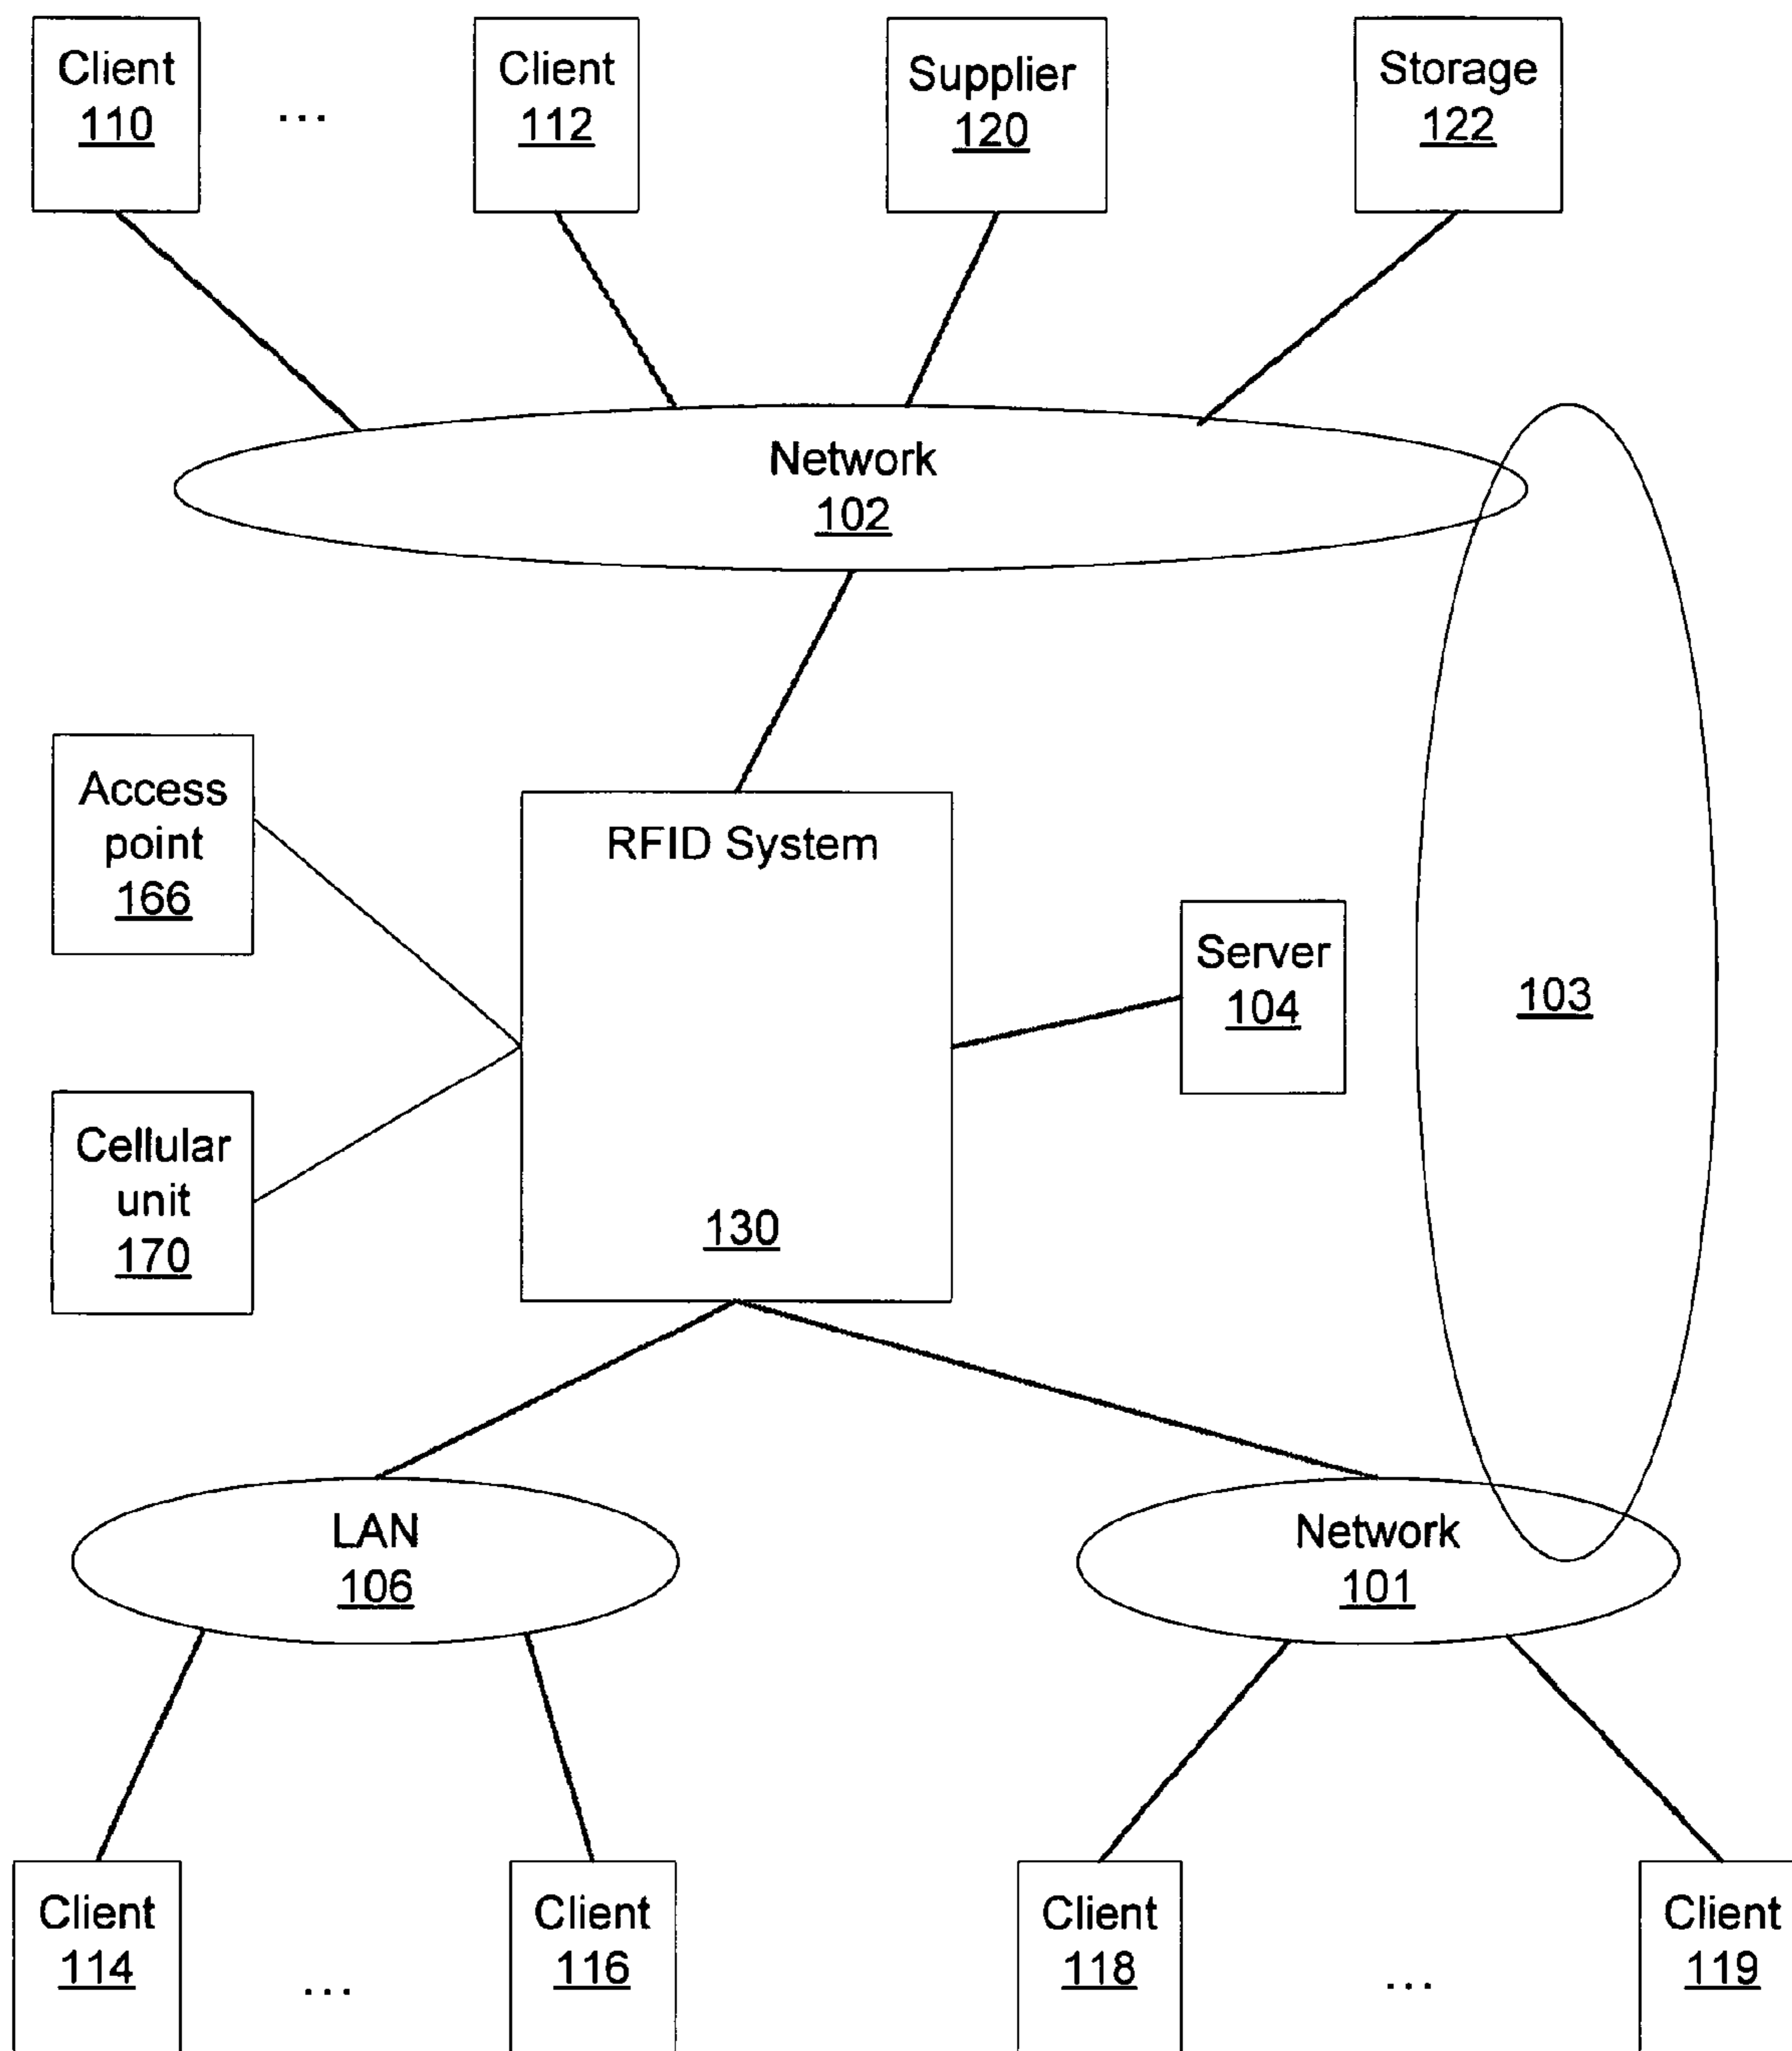 Client
110
...
Client
112
Supplier
120
Storage
122
Network
102
Access
point
166
RFID System
130
Server
104
103
Cellular
unit
170
LAN
106
Network
101
Client
114
...
Client
116
Client
118
...
Client
119